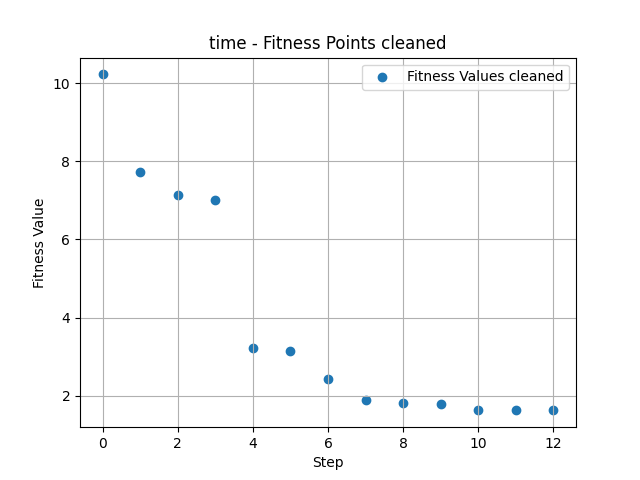 time - Fitness Points cleaned
Fitness Values cleaned
10
8
6
4
2
Fitness Value
0 2 4 6 8 10 12
Step